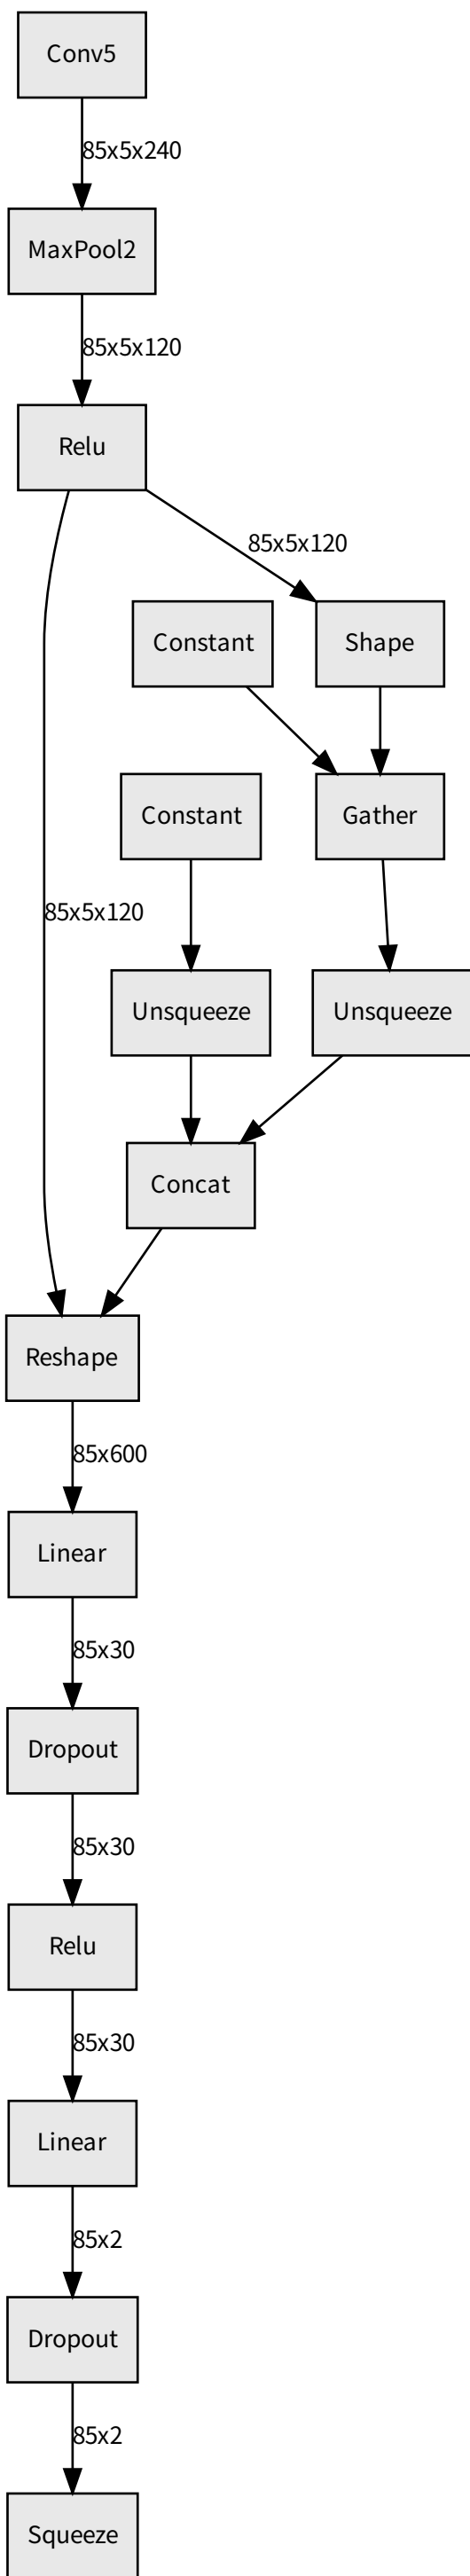 Conv5
85x5x240
MaxPool2
85x5x120
Relu
85x5x120
Constant
Shape
Constant
Gather
85x5x120
Unsqueeze
Unsqueeze
Concat
Reshape
85x600
Linear
85x30
Dropout
85x30
Relu
85x30
Linear
85x2
Dropout
85x2
Squeeze